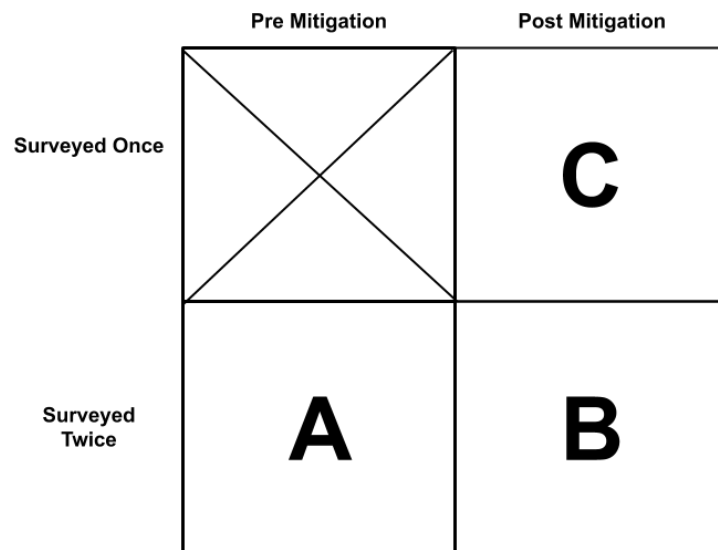 Pre Mitigation
Post Mitigation
Surveyed Once
C
Surveyed
Twice
A
B